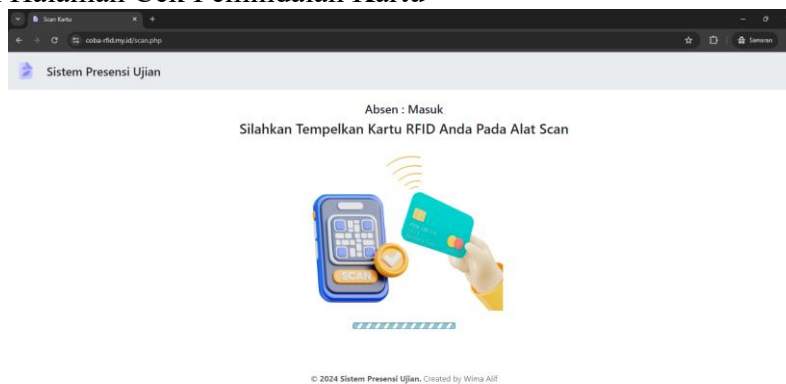 Halaman Cek Pemindaian Kartu
Scan Kartu
coba-rfid.my.id/scan.php
Samaran
Sistem Presensi Ujian
Absen : Masuk
Silahkan Tempelkan Kartu RFID Anda Pada Alat Scan
SCAN
© 2024 Sistem Presensi Ujian. Created by Wima Alif